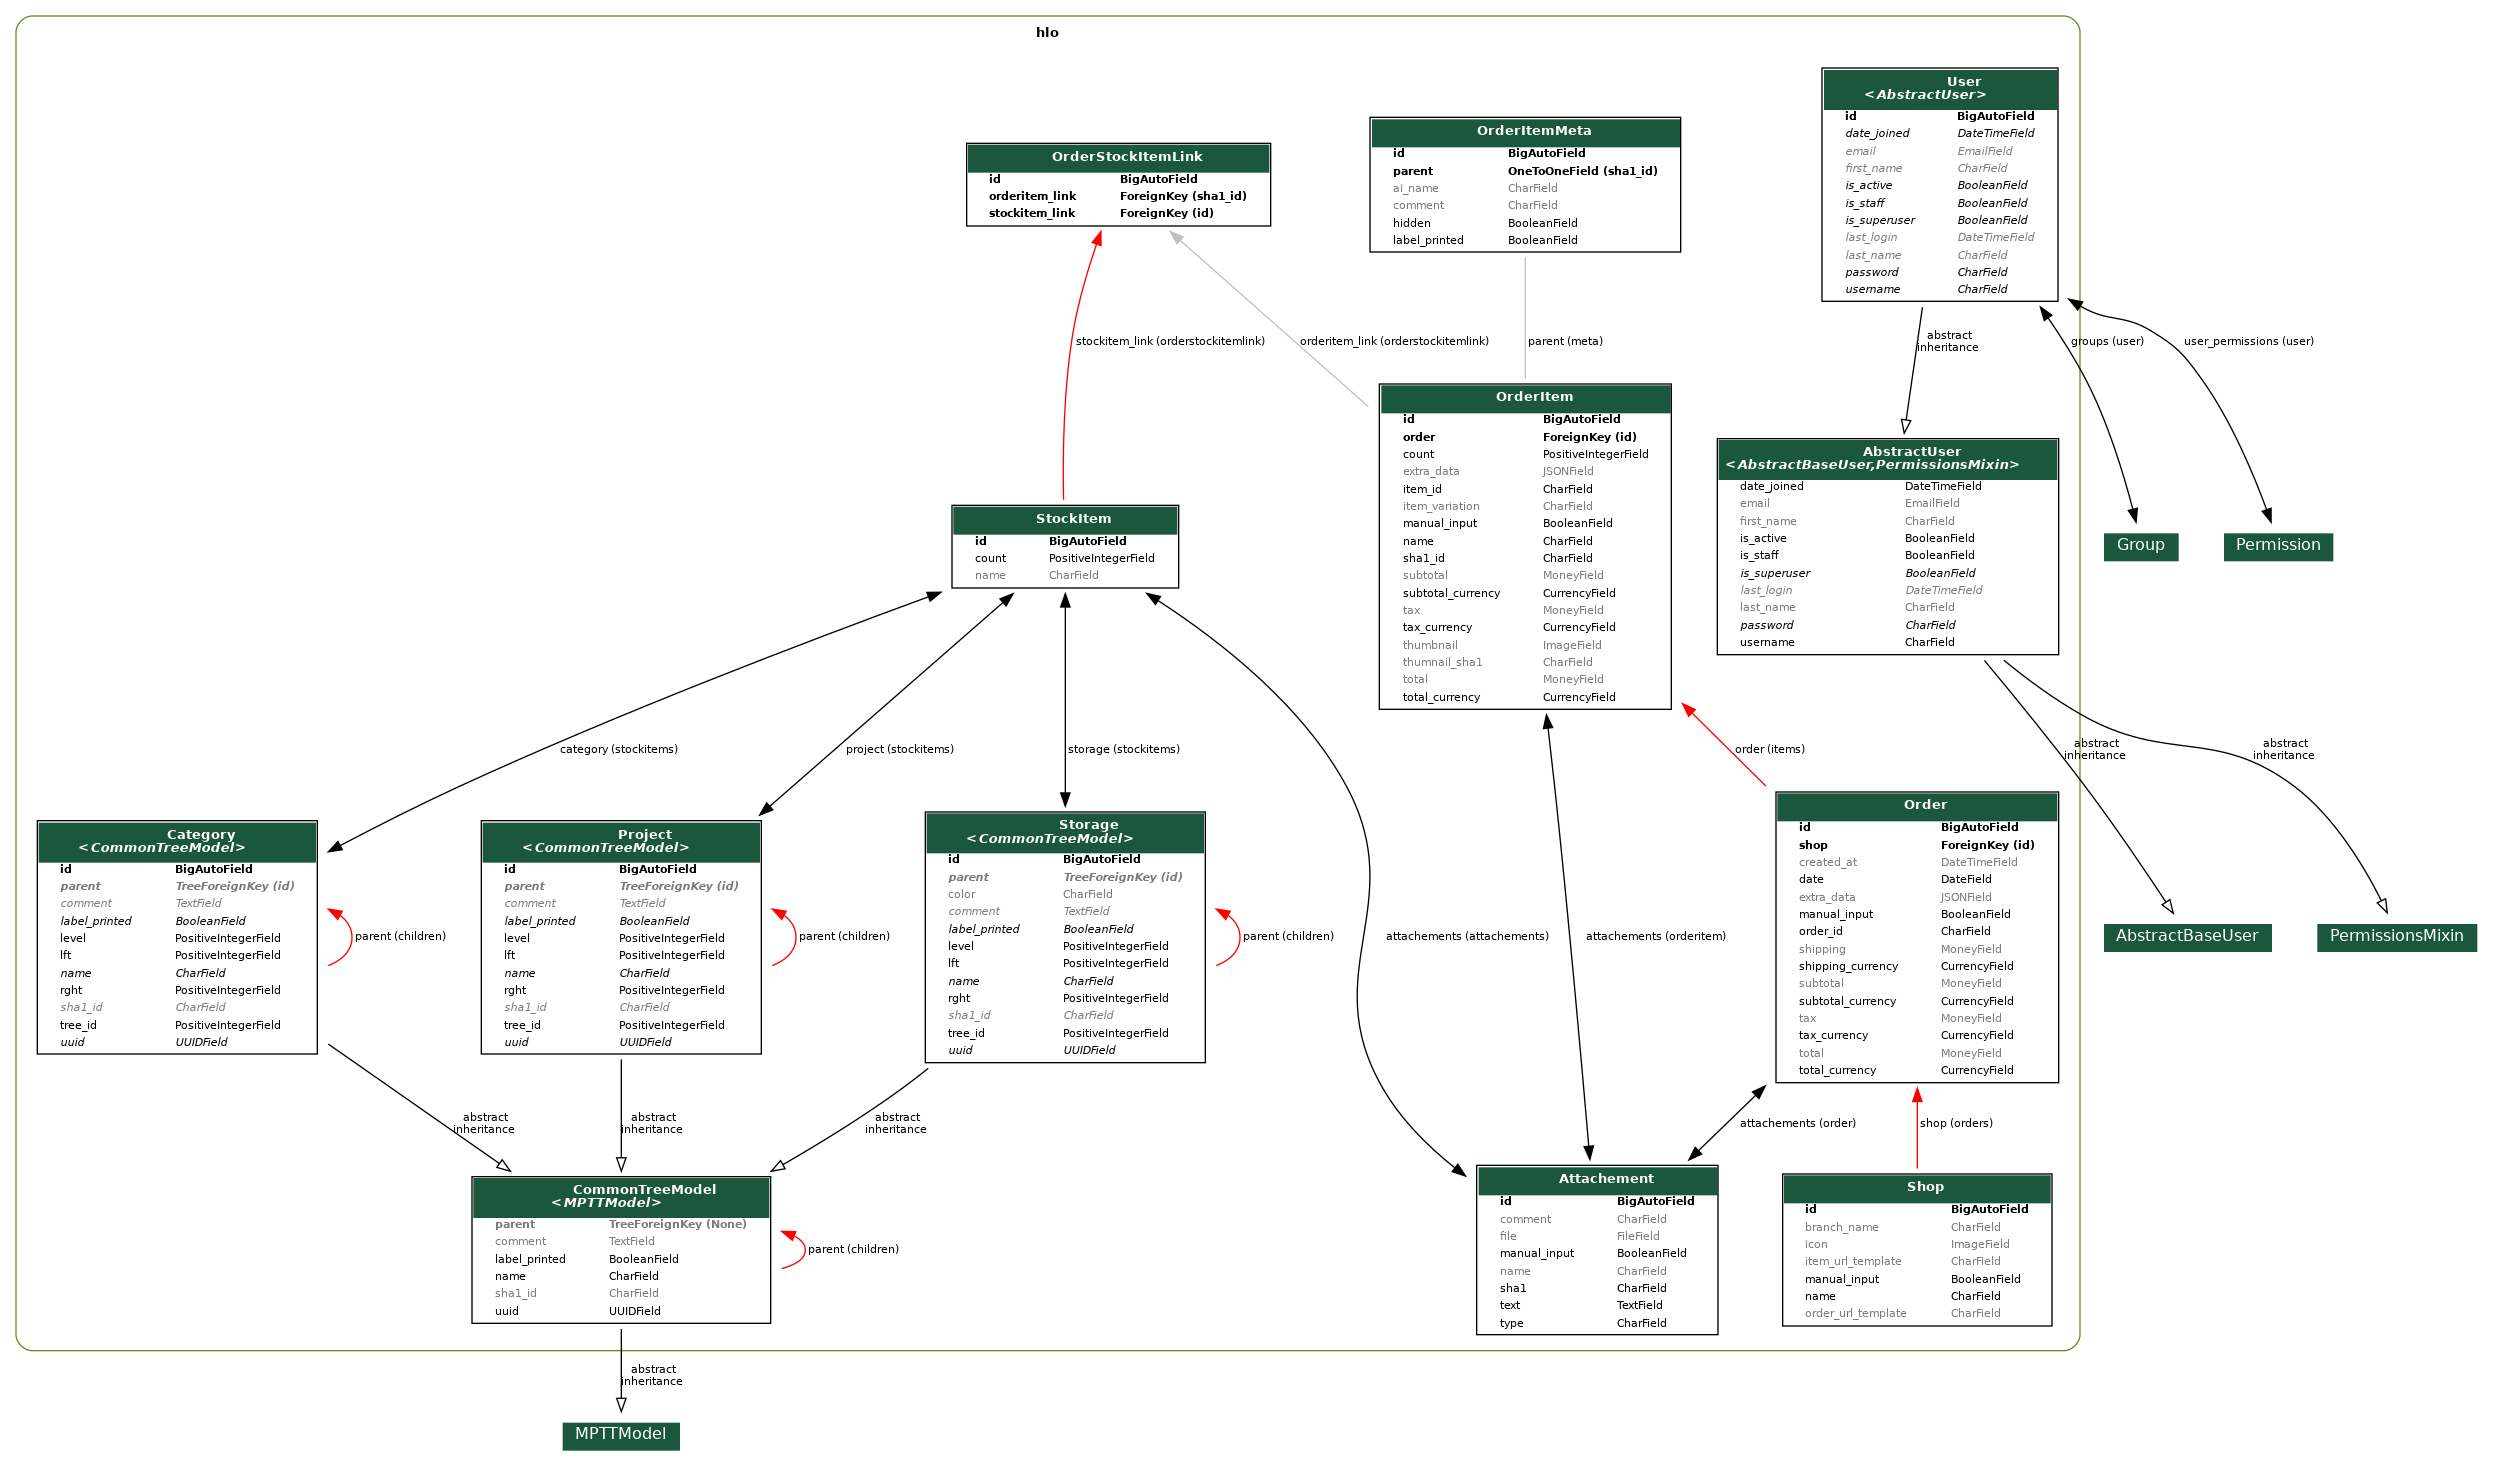 hlo
User
<AbstractUser>
id BigAutoField
date_joined DateTimeField
email EmailField
first_name CharField
is_active BooleanField
is_staff BooleanField
is_superuser BooleanField
last_login DateTimeField
last_name CharField
password CharField
username CharField
OrderItemMeta
id BigAutoField
parent OneToOneField (sha1_id)
ai_name CharField
comment CharField
hidden BooleanField
label_printed BooleanField
OrderStockItemLink
id BigAutoField
orderitem_link ForeignKey (sha1_id)
stockitem_link ForeignKey (id)
stockitem_link (orderstockitemlink)
orderitem_link (orderstockitemlink)
parent (meta)
abstract
inheritance
groups (user)
user_permissions (user)
OrderItem
id BigAutoField
order ForeignKey (id)
count PositiveIntegerField
extra_data JSONField
item_id CharField
item_variation CharField
manual_input BooleanField
name CharField
sha1_id CharField
subtotal MoneyField
subtotal_currency CurrencyField
tax MoneyField
tax_currency CurrencyField
thumbnail ImageField
thumnail_sha1 CharField
total MoneyField
total_currency CurrencyField
AbstractUser
<AbstractBaseUser,PermissionsMixin>
date_joined DateTimeField
email EmailField
first_name CharField
is_active BooleanField
is_staff BooleanField
is_superuser BooleanField
last_login DateTimeField
last_name CharField
password CharField
username CharField
Group
Permission
StockItem
id BigAutoField
count PositiveIntegerField
name CharField
category (stockitems)
project (stockitems)
storage (stockitems)
order (items)
abstract
inheritance
abstract
inheritance
Category
<CommonTreeModel>
id BigAutoField
parent TreeForeignKey (id)
comment TextField
label_printed BooleanField
level PositiveIntegerField
lft PositiveIntegerField
name CharField
rght PositiveIntegerField
sha1_id CharField
tree_id PositiveIntegerField
uuid UUIDField
parent (children)
Project
<CommonTreeModel>
id BigAutoField
parent TreeForeignKey (id)
comment TextField
label_printed BooleanField
level PositiveIntegerField
lft PositiveIntegerField
name CharField
rght PositiveIntegerField
sha1_id CharField
tree_id PositiveIntegerField
uuid UUIDField
parent (children)
Storage
<CommonTreeModel>
id BigAutoField
parent TreeForeignKey (id)
color CharField
comment TextField
label_printed BooleanField
level PositiveIntegerField
lft PositiveIntegerField
name CharField
rght PositiveIntegerField
sha1_id CharField
tree_id PositiveIntegerField
uuid UUIDField
parent (children)
attachements (attachements)
attachements (orderitem)
Order
id BigAutoField
shop ForeignKey (id)
created_at DateTimeField
date DateField
extra_data JSONField
manual_input BooleanField
order_id CharField
shipping MoneyField
shipping_currency CurrencyField
subtotal MoneyField
subtotal_currency CurrencyField
tax MoneyField
tax_currency CurrencyField
total MoneyField
total_currency CurrencyField
AbstractBaseUser
PermissionsMixin
abstract
inheritance
abstract
inheritance
abstract
inheritance
attachements (order)
shop (orders)
CommonTreeModel
<MPTTModel>
parent TreeForeignKey (None)
comment TextField
label_printed BooleanField
name CharField
sha1_id CharField
uuid UUIDField
parent (children)
Attachement
id BigAutoField
comment CharField
file FileField
manual_input BooleanField
name CharField
sha1 CharField
text TextField
type CharField
Shop
id BigAutoField
branch_name CharField
icon ImageField
item_url_template CharField
manual_input BooleanField
name CharField
order_url_template CharField
abstract
inheritance
MPTTModel